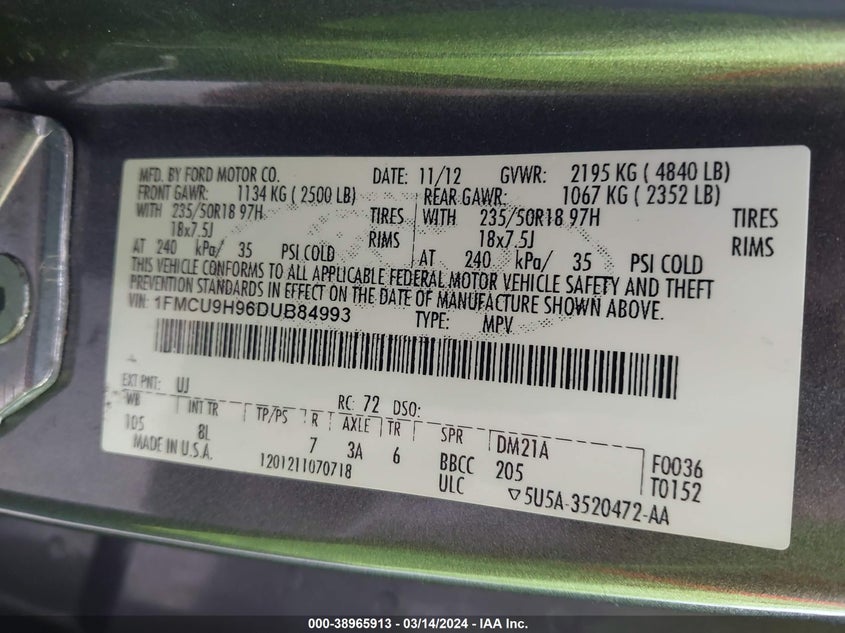 MFD. BY FORD MOTOR CO. DATE: 11/12 GVWR: 2195 KG ( 4840 LB)
FRONT GAWR: 1134 KG ( 2500 LB) REAR GAWR: 1067 KG ( 2352 LB)
WITH 235/50R18 97H TIRES WITH 235/50R18 97H TIRES
18x7.5J RIMS 18x7.5J RIMS
AT 240 kPa/ 35 PSI COLD AT 240 kPa/ 35 PSI COLD
THIS VEHICLE CONFORMS TO ALL APPLICABLE FEDERAL MOTOR VEHICLE SAFETY AND THEFT
PREVENTION STANDARDS IN EFFECT ON THE DATE OF MANUFACTURE SHOWN ABOVE.
VIN: 1FMCU9H96DUB84993 TYPE: MPV
EXT PNT: UJ RC: 72 DSO:
WB INT TR TP/PS R AXLE TR SPR DM21A F0036
105 8L 7 3A 6 BBCC 205 T0152
MADE IN U.S.A. 1201211070718 ULC ▽5U5A-3520472-AA
000-38965913 - 03/14/2024 - IAA Inc.